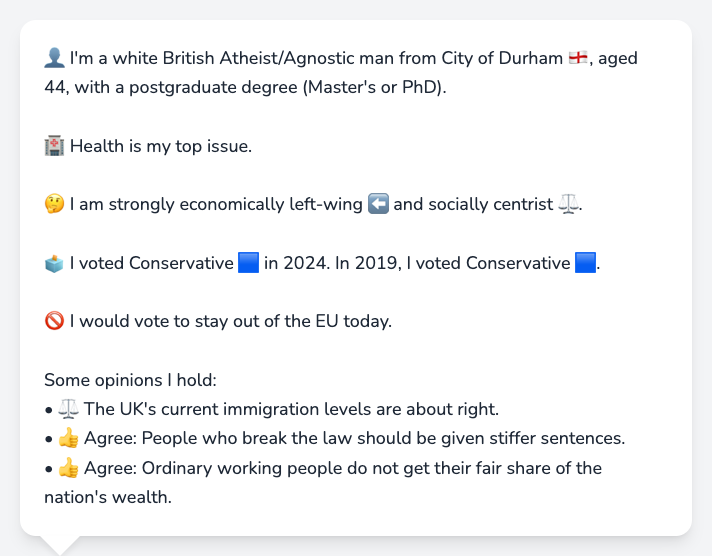 👤 I'm a white British Atheist/Agnostic man from City of Durham 🏴󠁧󠁢󠁥󠁮󠁧󠁿, aged
44, with a postgraduate degree (Master's or PhD).
🏥 Health is my top issue.
🤔 I am strongly economically left-wing ⬅️ and socially centrist ⚖️.
🗳️ I voted Conservative 🟦 in 2024. In 2019, I voted Conservative 🟦.
🚫 I would vote to stay out of the EU today.
Some opinions I hold:
• ⚖️ The UK's current immigration levels are about right.
• 👍 Agree: People who break the law should be given stiffer sentences.
• 👍 Agree: Ordinary working people do not get their fair share of the
nation's wealth.